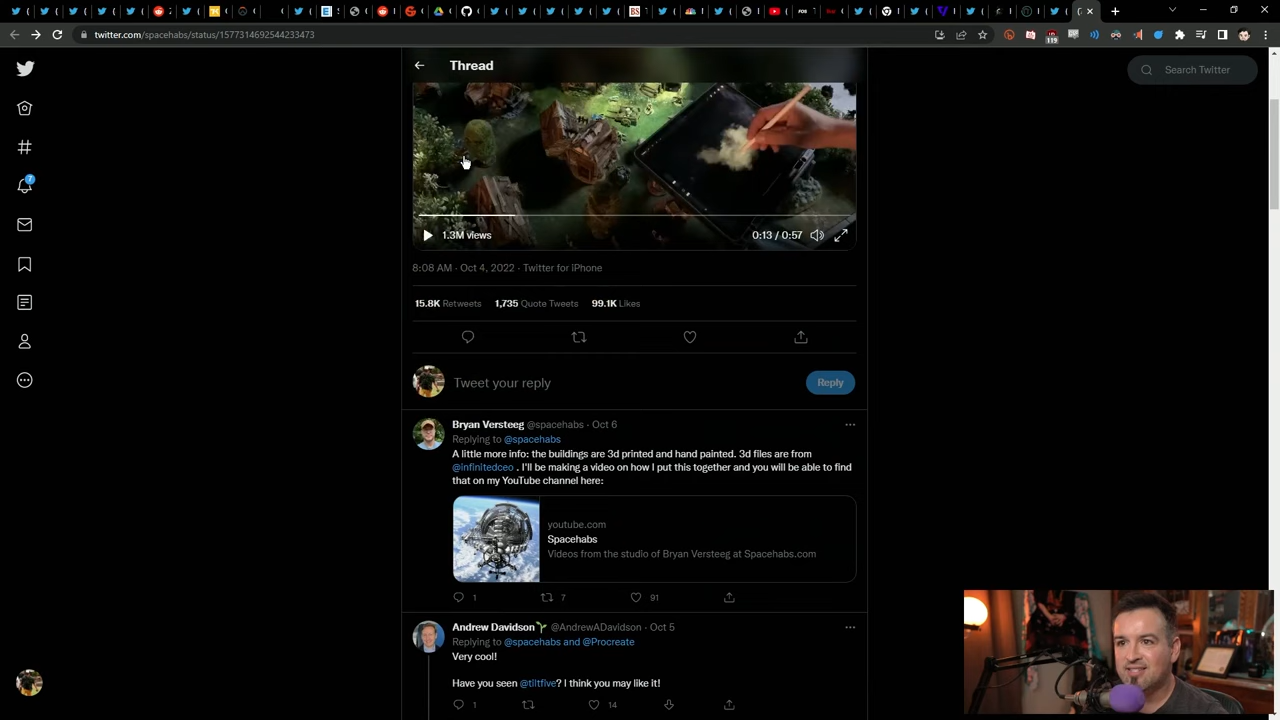 twitter.com/spacehabs/status/1577314692544233473
119
Thread
Search Twitter
7
1.3M views
0:13 / 0:57
8:08 AM · Oct 4, 2022 · Twitter for iPhone
15.8K Retweets 1,735 Quote Tweets 99.1K Likes
Tweet your reply
Reply
Bryan Versteeg @spacehabs · Oct 6
Replying to @spacehabs
A little more info: the buildings are 3d printed and hand painted. 3d files are from
@infinitedceo . I'll be making a video on how I put this together and you will be able to find
that on my YouTube channel here:
youtube.com
Spacehabs
Videos from the studio of Bryan Versteeg at Spacehabs.com
1 7 91
Andrew Davidson @AndrewADavidson · Oct 5
Replying to @spacehabs and @Procreate
Very cool!
Have you seen @tiltfive? I think you may like it!
1 14